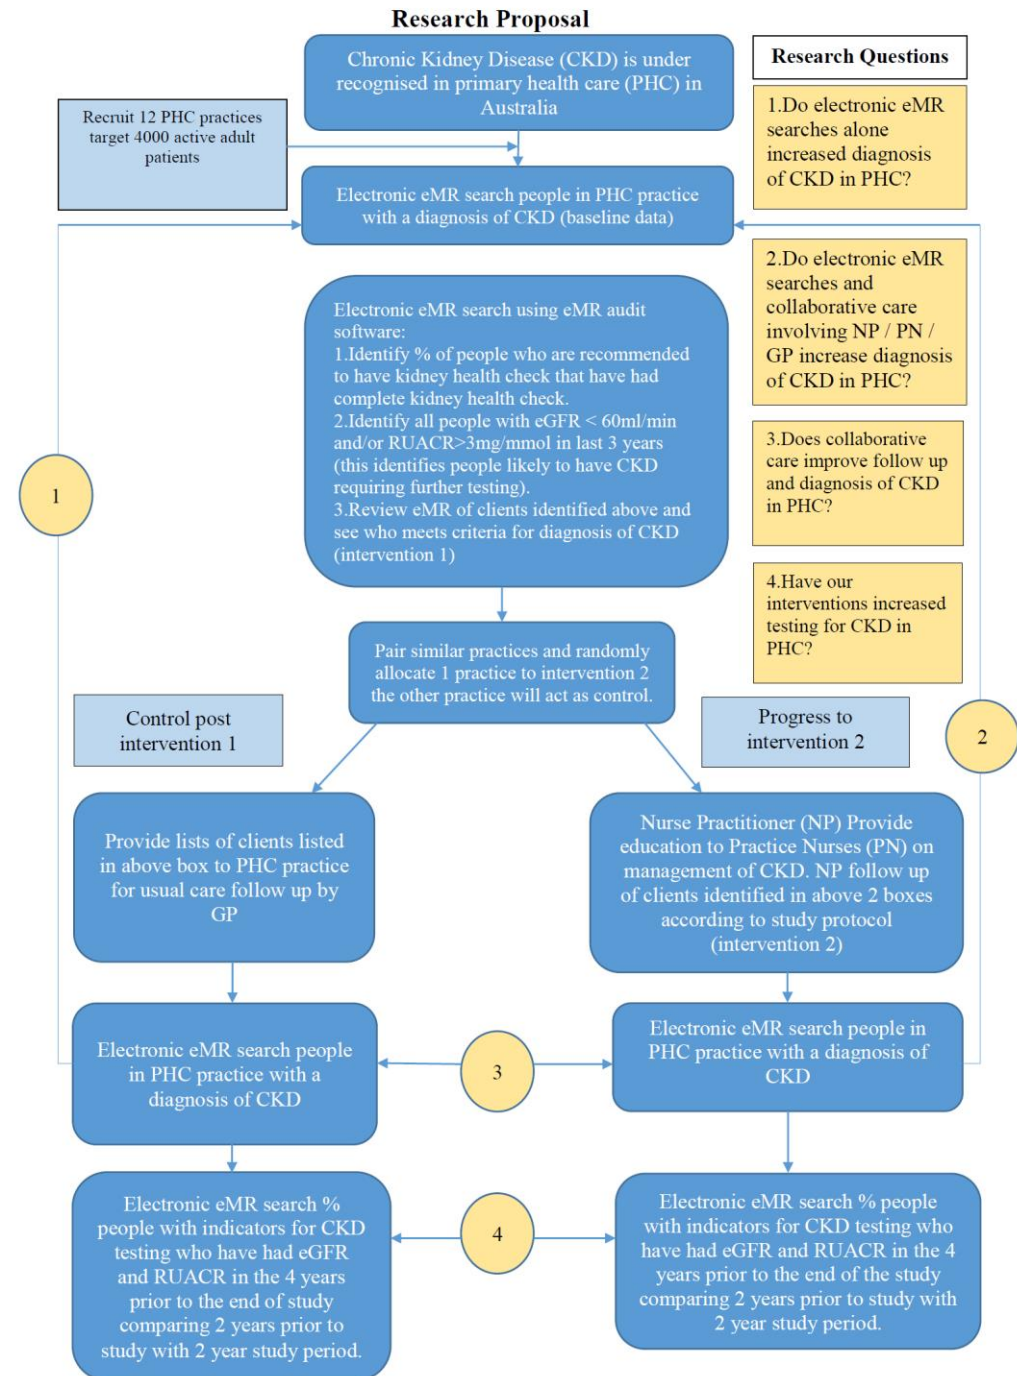 Research Proposal
Chronic Kidney Disease (CKD) is under
recognised in primary health care (PHC) in
Australia
Research Questions
Recruit 12 PHC practices
target 4000 active adult
patients
1.Do electronic eMR
searches alone
increased diagnosis
of CKD in PHC?
Electronic eMR search people in PHC practice
with a diagnosis of CKD (baseline data)
2.Do electronic eMR
searches and
collaborative care
involving NP / PN /
GP increase diagnosis
of CKD in PHC?
Electronic eMR search using eMR audit
software:
1.Identify % of people who are recommended
to have kidney health check that have had
complete kidney health check.
2.Identify all people with eGFR < 60ml/min
and/or RUACR>3mg/mmol in last 3 years
(this identifies people likely to have CKD
requiring further testing).
3.Review eMR of clients identified above and
see who meets criteria for diagnosis of CKD
(intervention 1)
1
3.Does collaborative
care improve follow up
and diagnosis of CKD
in PHC?
4.Have our
interventions increased
testing for CKD in
PHC?
Pair similar practices and randomly
allocate 1 practice to intervention 2
the other practice will act as control.
Control post
intervention 1
Progress to
intervention 2
2
Provide lists of clients listed
in above box to PHC practice
for usual care follow up by
GP
Nurse Practitioner (NP) Provide
education to Practice Nurses (PN) on
management of CKD. NP follow up
of clients identified in above 2 boxes
according to study protocol
(intervention 2)
Electronic eMR search people
in PHC practice with a
diagnosis of CKD
3
Electronic eMR search people in
PHC practice with a diagnosis of
CKD
Electronic eMR search %
people with indicators for CKD
testing who have had eGFR
and RUACR in the 4 years
prior to the end of study
comparing 2 years prior to
study with 2 year study period.
4
Electronic eMR search %
people with indicators for CKD
testing who have had eGFR
and RUACR in the 4 years
prior to the end of the study
comparing 2 years prior to study with
2 year study period.